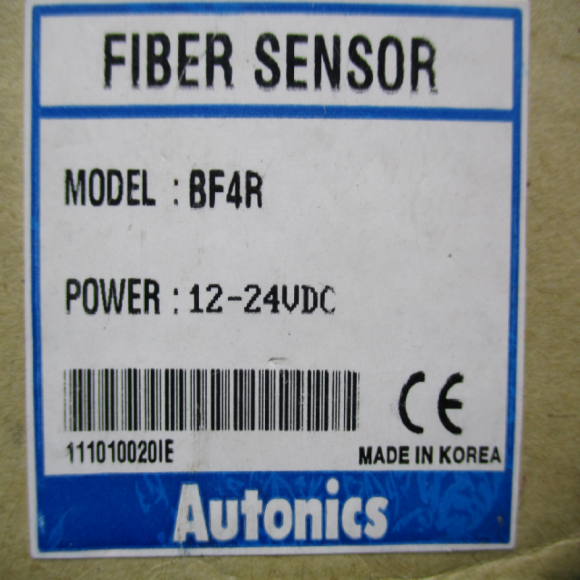 FIBER SENSOR
MODEL : BF4R
POWER : 12-24VDC
CE
111010020IE
MADE IN KOREA
Autonics